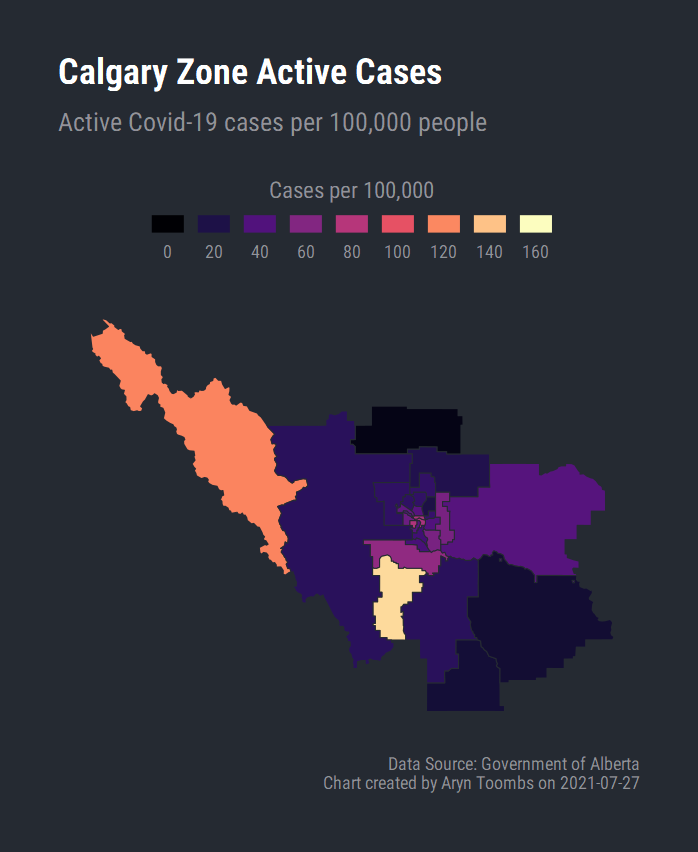 Calgary Zone Active Cases
Active Covid-19 cases per 100,000 people
Cases per 100,000
0 20 40 60 80 100 120 140 160
Data Source: Government of Alberta
Chart created by Aryn Toombs on 2021-07-27